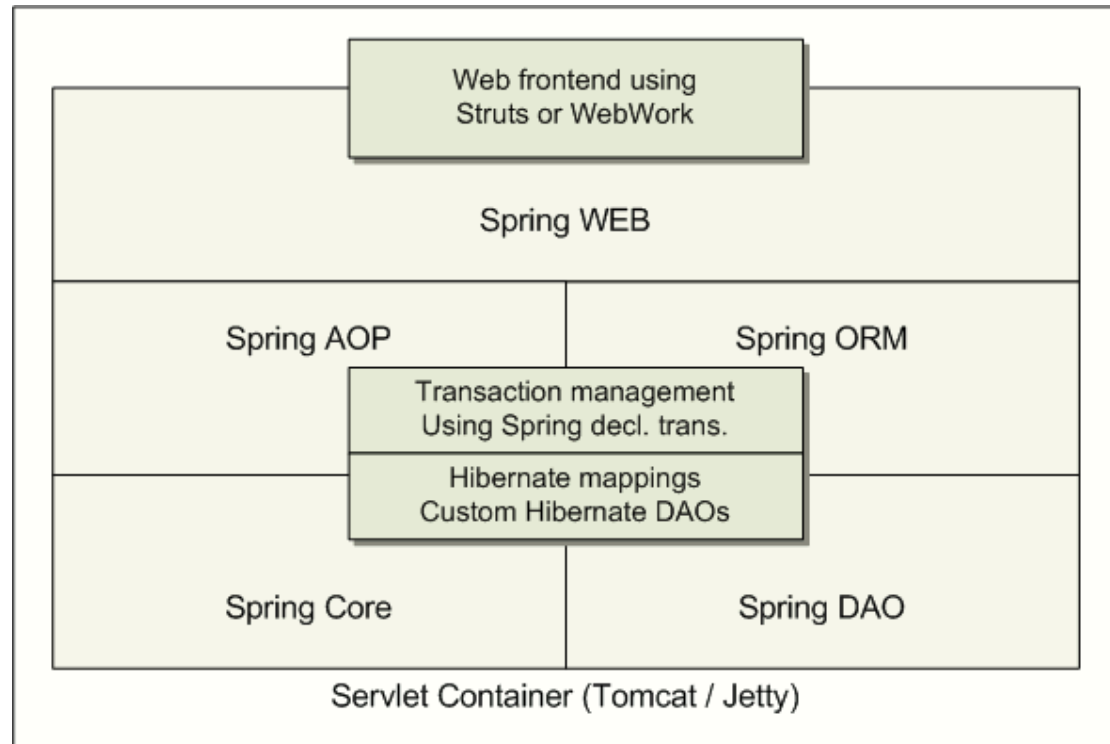 Web frontend using
Struts or WebWork
Spring WEB
Spring AOP
Spring ORM
Transaction management
Using Spring decl. trans.
Hibernate mappings
Custom Hibernate DAOs
Spring Core
Spring DAO
Servlet Container (Tomcat / Jetty)